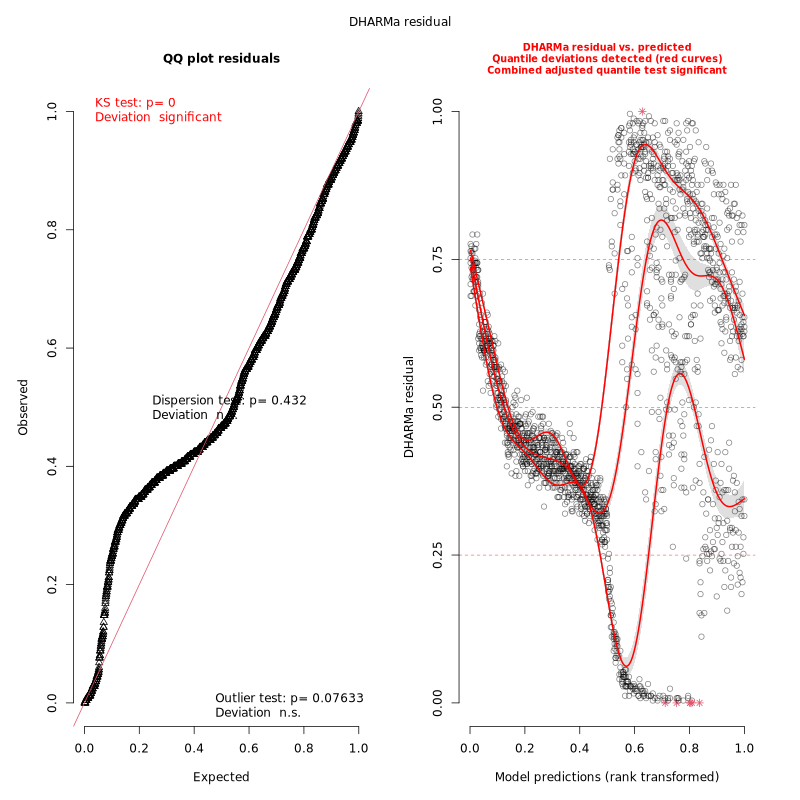 DHARMa residual
QQ plot residuals
KS test: p= 0
Deviation significant
Dispersion test: p= 0.432
Deviation n.
Outlier test: p= 0.07633
Deviation n.s.
Observed
0.0
0.2
0.4
0.6
0.8
1.0
0.0
0.2
0.4
0.6
0.8
1.0
Expected
DHARMa residual vs. predicted
Quantile deviations detected (red curves)
Combined adjusted quantile test significant
DHARMa residual
0.00
0.25
0.50
0.75
1.00
0.0
0.2
0.4
0.6
0.8
1.0
Model predictions (rank transformed)